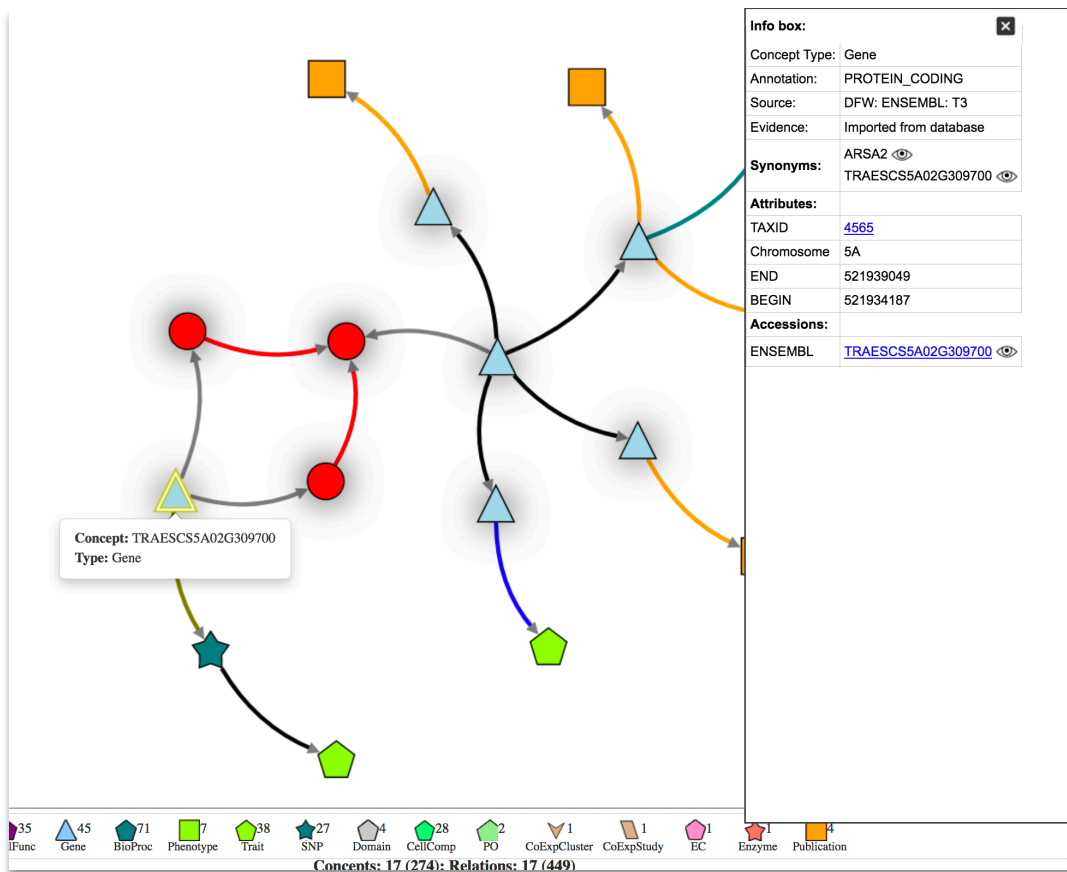 Info box:
Concept Type: Gene
Annotation: PROTEIN_CODING
Source: DFW: ENSEMBL: T3
Evidence: Imported from database
Synonyms: ARSA2
TRAESCS5A02G309700
Attributes:
TAXID 4565
Chromosome 5A
END 521939049
BEGIN 521934187
Accessions:
ENSEMBL TRAESCS5A02G309700
Concept: TRAESCS5A02G309700
Type: Gene
35 45 71 7 38 27 4 28 2 1 1 1 1 4
lFunc Gene BioProc Phenotype Trait SNP Domain CellComp PO CoExpCluster CoExpStudy EC Enzyme Publication
Concepts: 17 (274); Relations: 17 (449)